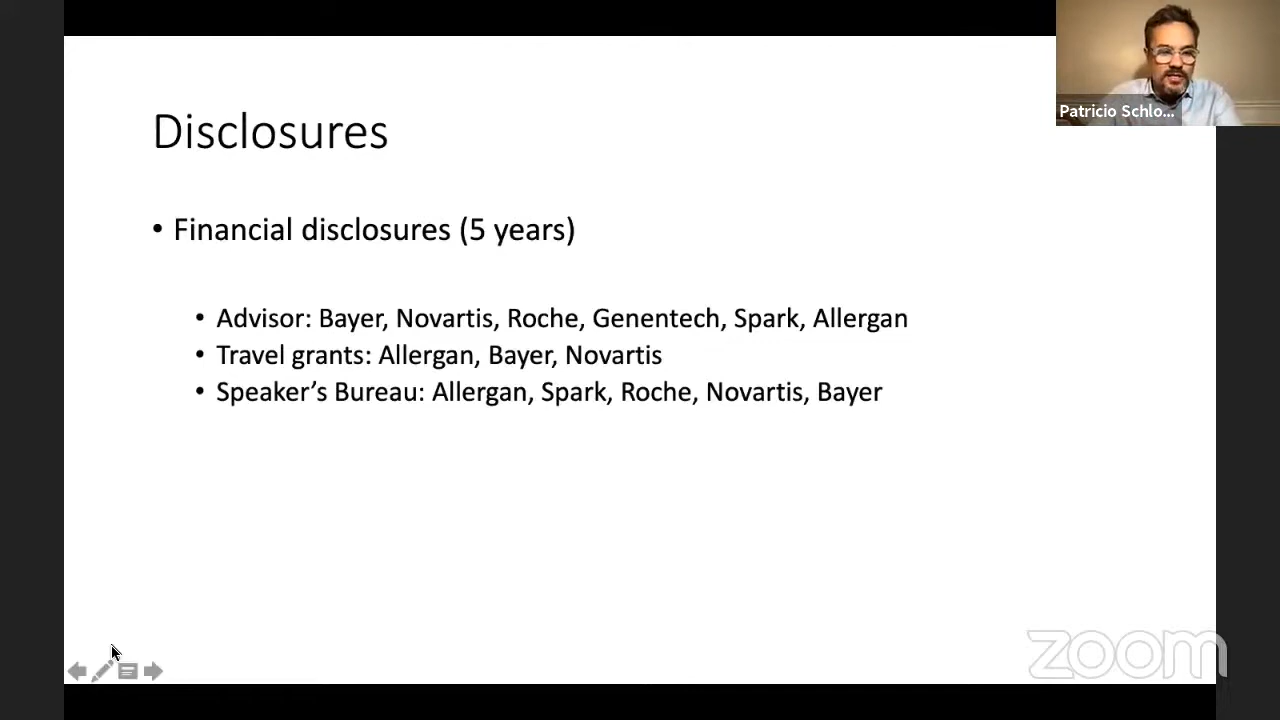 Disclosures
• Financial disclosures (5 years)
• Advisor: Bayer, Novartis, Roche, Genentech, Spark, Allergan
• Travel grants: Allergan, Bayer, Novartis
• Speaker’s Bureau: Allergan, Spark, Roche, Novartis, Bayer
Patricio Schlo...
zoom